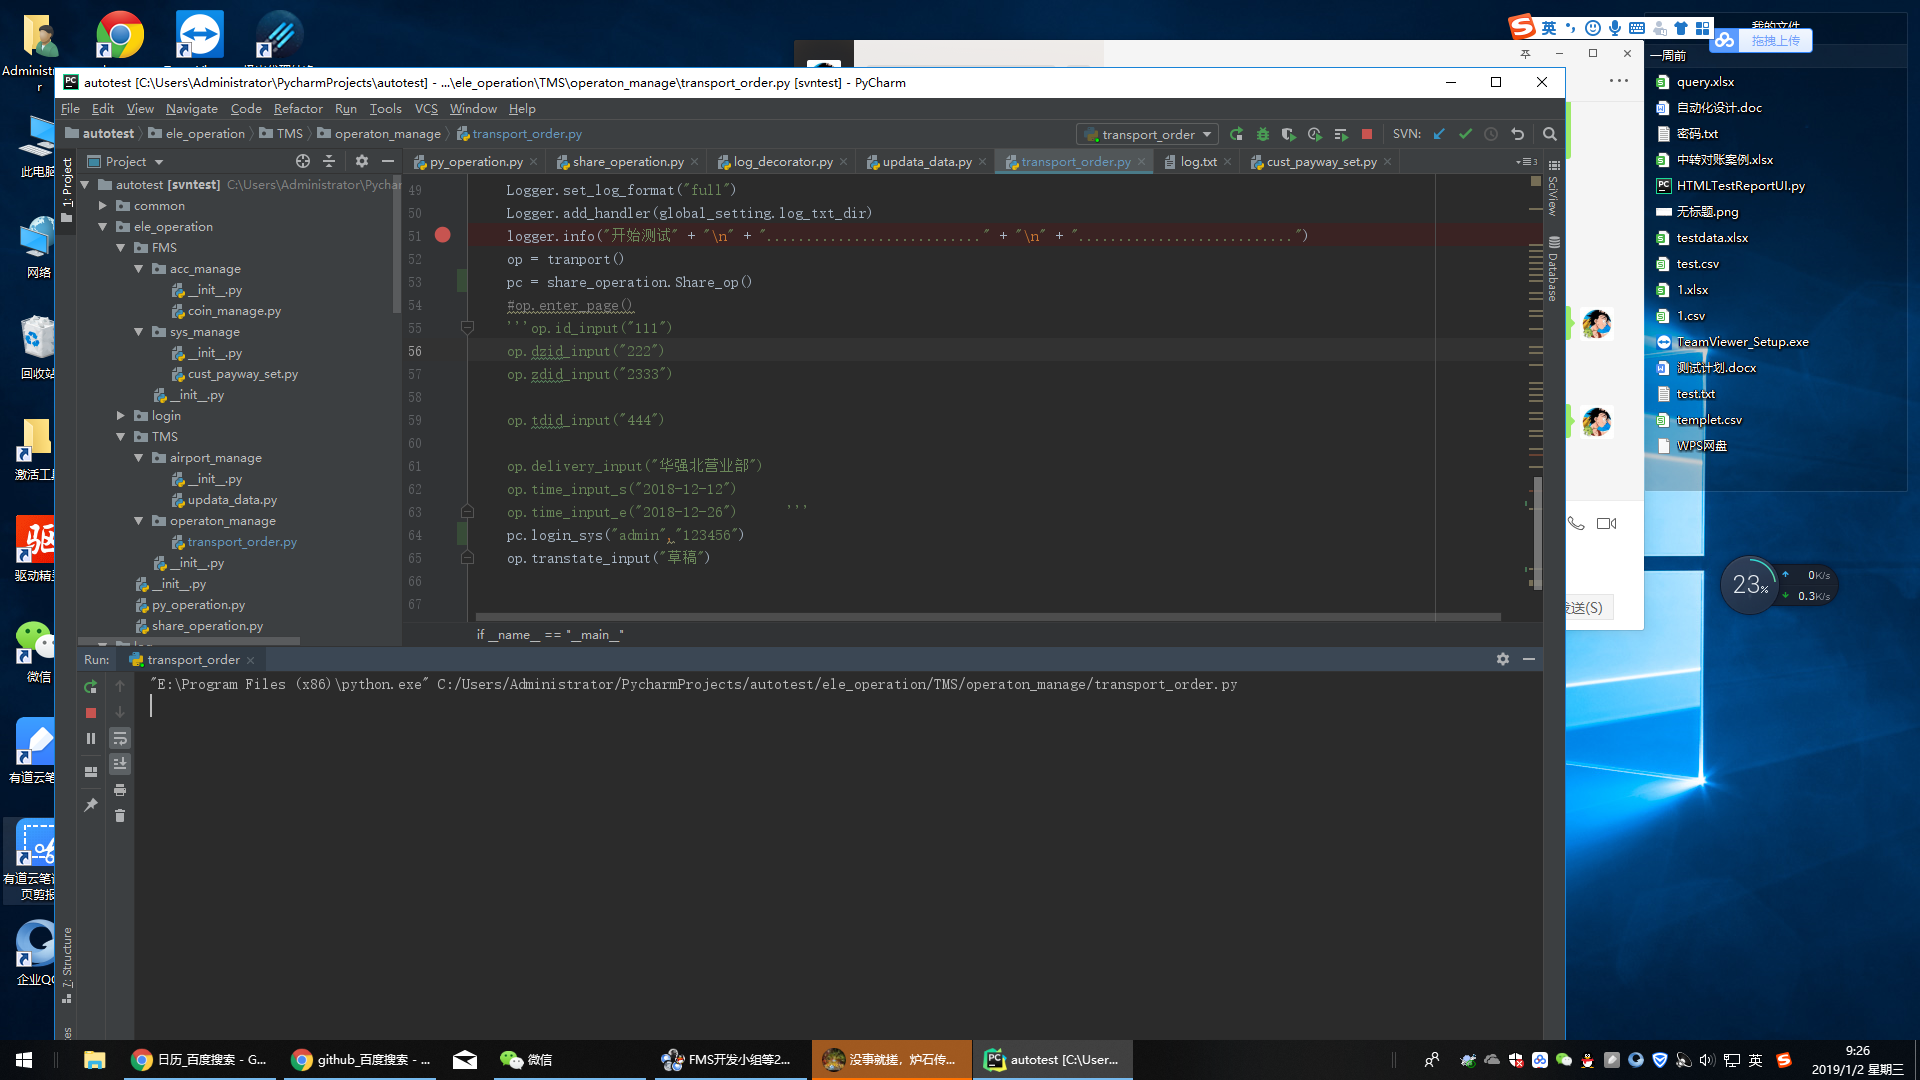 Administr
r
此电脑
网络
回收站
激活工具
驱动精灵
微信
有道云笔
有道云笔
页剪报
企业QQ
autotest [C:\Users\Administrator\PycharmProjects\autotest] - ...\ele_operation\TMS\operaton_manage\transport_order.py [svntest] - PyCharm
File Edit View Navigate Code Refactor Run Tools VCS Window Help
autotest ele_operation TMS operaton_manage transport_order.py
transport_order SVN:
1: Project
Project
py_operation.py share_operation.py log_decorator.py updata_data.py transport_order.py log.txt cust_payway_set.py
autotest [svntest] C:\Users\Administrator\Pychar
common
ele_operation
FMS
acc_manage
__init__.py
coin_manage.py
sys_manage
__init__.py
cust_payway_set.py
__init__.py
login
TMS
airport_manage
__init__.py
updata_data.py
operaton_manage
transport_order.py
__init__.py
__init__.py
py_operation.py
share_operation.py
49 Logger.set_log_format("full")
50 Logger.add_handler(global_setting.log_txt_dir)
51 logger.info("开始测试" + "\n" + "..........................." + "\n" + "...........................")
52 op = tranport()
53 pc = share_operation.Share_op()
54 #op.enter_page()
55 '''op.id_input("111")
56 op.dzid_input("222")
57 op.zdid_input("2333")
58
59 op.tdid_input("444")
60
61 op.delivery_input("华强北营业部")
62 op.time_input_s("2018-12-12")
63 op.time_input_e("2018-12-26") '''
64 pc.login_sys("admin","123456")
65 op.transtate_input("草稿")
66
67
if __name__ == "__main__"
SciView
Database
Run: transport_order
"E:\Program Files (x86)\python.exe" C:/Users/Administrator/PycharmProjects/autotest/ele_operation/TMS/operaton_manage/transport_order.py
7: Structure
英
我的文件
拖拽上传
一周前
query.xlsx
自动化设计.doc
密码.txt
中转对账案例.xlsx
HTMLTestReportUI.py
无标题.png
testdata.xlsx
test.csv
1.xlsx
1.csv
TeamViewer_Setup.exe
测试计划.docx
test.txt
templet.csv
WPS网盘
发送(S)
23%
0K/s
0.3K/s
日历_百度搜索 - G...
github_百度搜索 - ...
微信
FMS开发小组等2...
没事就搓，炉石传...
autotest [C:\User...
英
9:26
2019/1/2 星期三